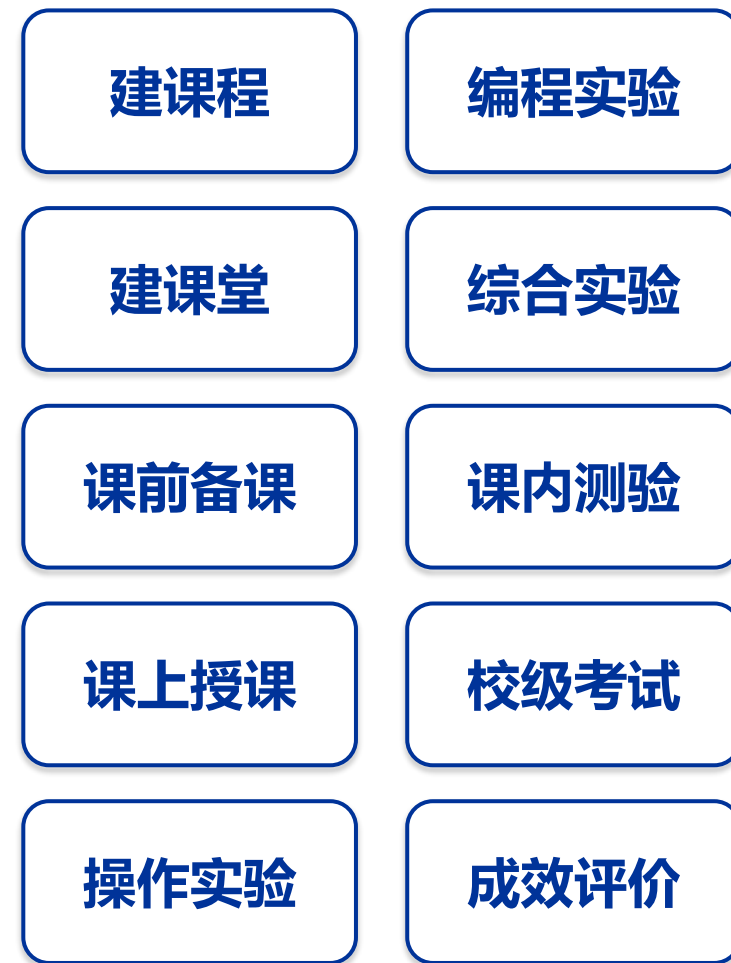 建课程
编程实验
建课堂
综合实验
课前备课
课内测验
课上授课
校级考试
操作实验
成效评价